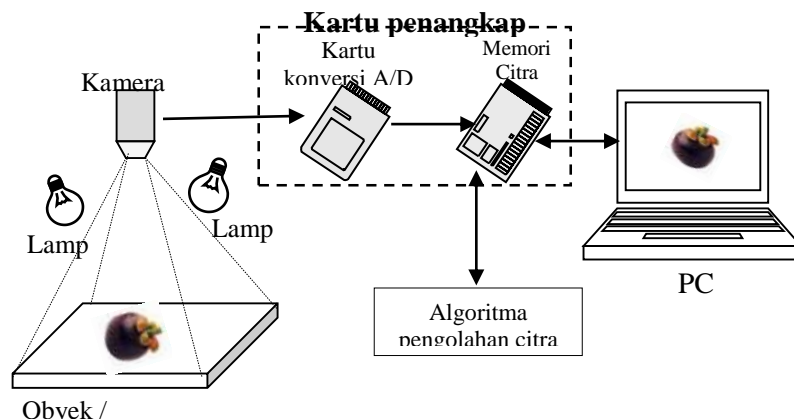 Kartu penangkap
Kartu
konversi A/D
Memori
Citra
Kamera
Lamp
Lamp
PC
Algoritma
pengolahan citra
Obyek /